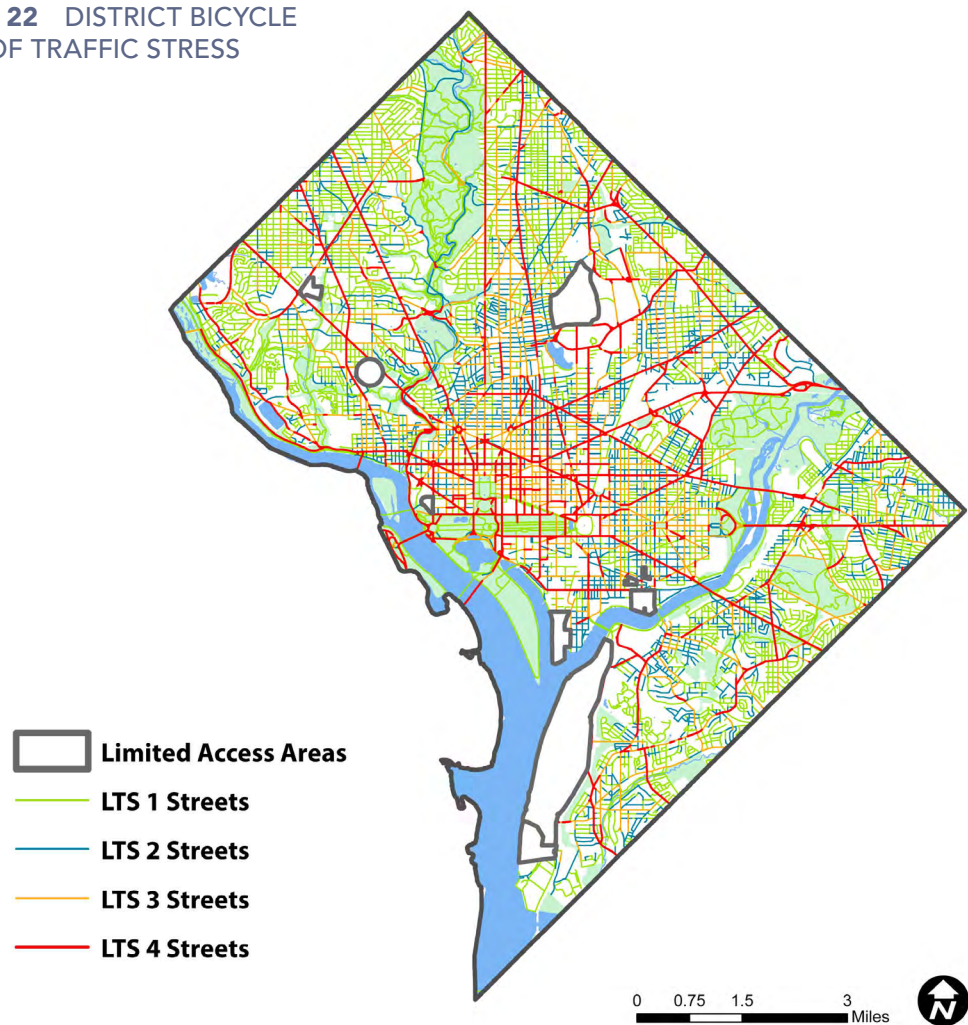 22 DISTRICT BICYCLE
OF TRAFFIC STRESS
Limited Access Areas
LTS 1 Streets
LTS 2 Streets
LTS 3 Streets
LTS 4 Streets
0 0.75 1.5 3
Miles
N